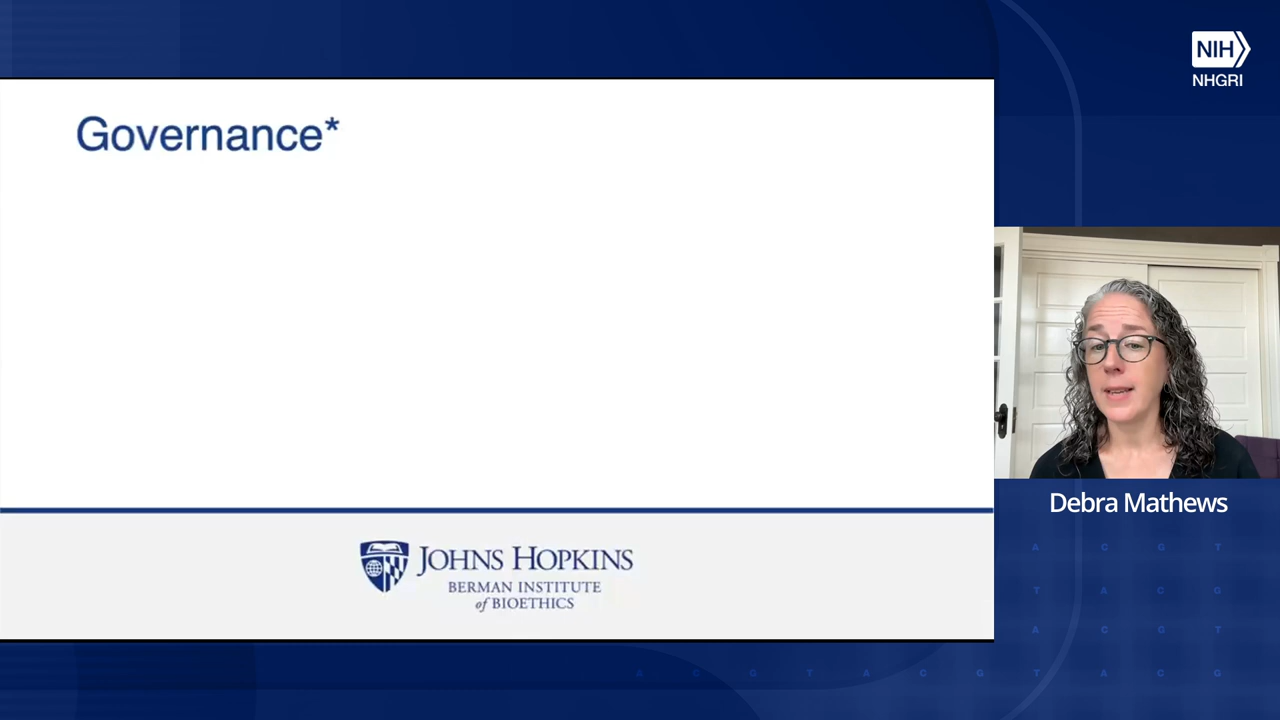 NIH
NHGRI
Governance*
JOHNS HOPKINS
BERMAN INSTITUTE
of BIOETHICS
Debra Mathews
A C G T
T A C G
A C G T
A C G T A C G T A C G